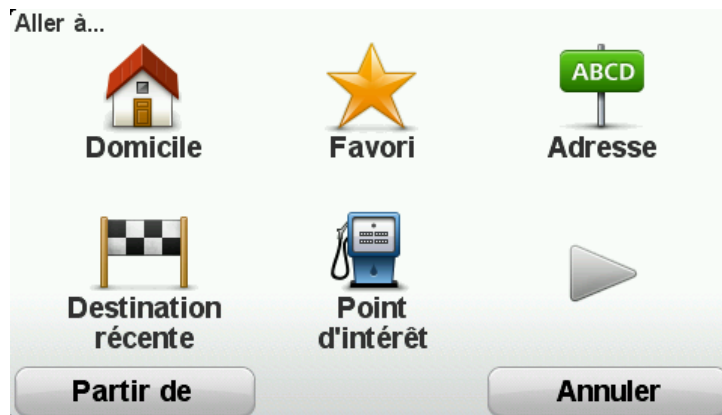 Aller à...
ABCD
Domicile
Favori
Adresse
Destination
récente
Point
d'intérêt
Partir de
Annuler